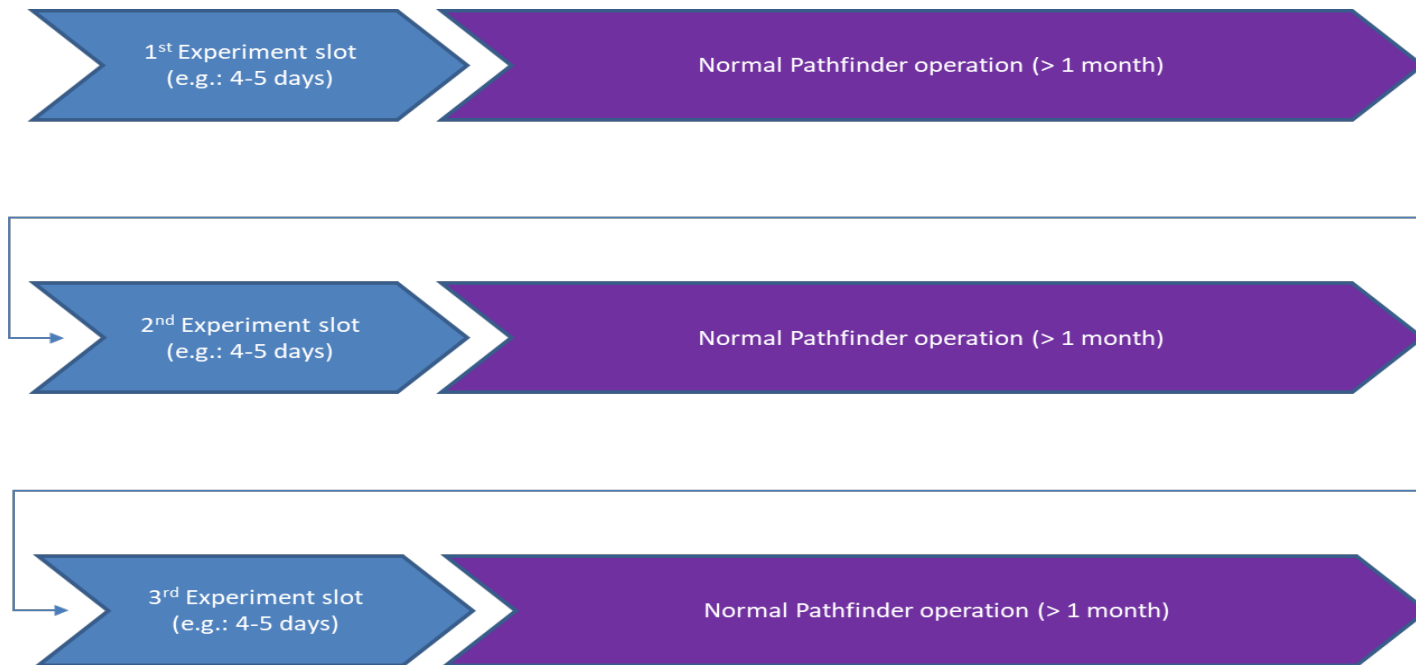 1st Experiment slot
(e.g.: 4-5 days)
Normal Pathfinder operation (> 1 month)
2nd Experiment slot
(e.g.: 4-5 days)
Normal Pathfinder operation (> 1 month)
3rd Experiment slot
(e.g.: 4-5 days)
Normal Pathfinder operation (> 1 month)